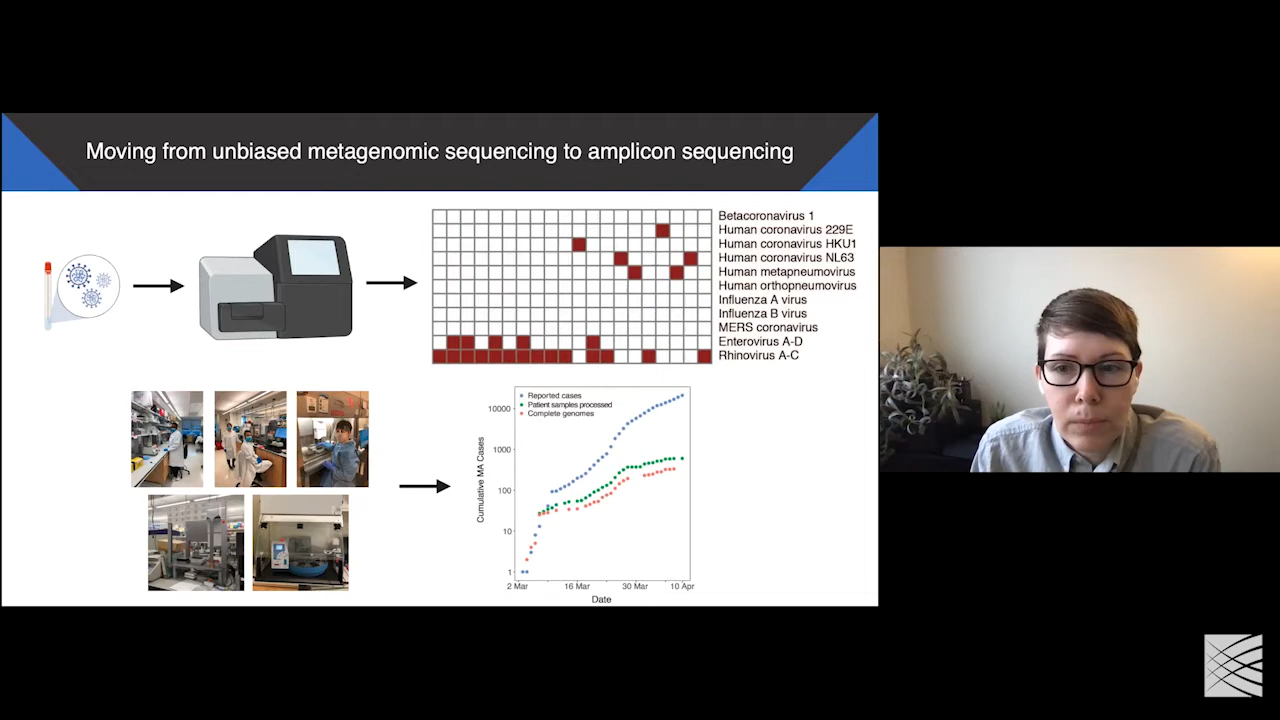 Moving from unbiased metagenomic sequencing to amplicon sequencing
Betacoronavirus 1
Human coronavirus 229E
Human coronavirus HKU1
Human coronavirus NL63
Human metapneumovirus
Human orthopneumovirus
Influenza A virus
Influenza B virus
MERS coronavirus
Enterovirus A-D
Rhinovirus A-C
Reported cases
Patient samples processed
Complete genomes
Cumulative MA Cases
10000
1000
100
10
1
2 Mar 16 Mar 30 Mar 10 Apr
Date